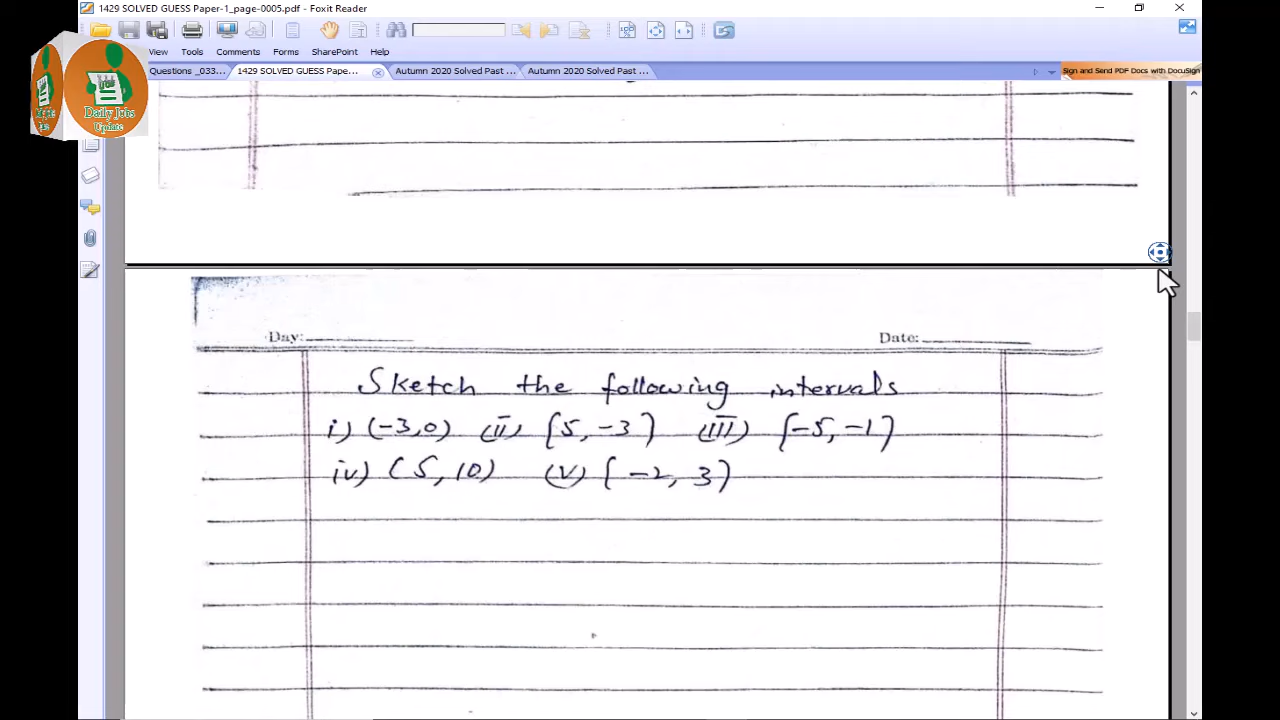 1429 SOLVED GUESS Paper-1_page-0005.pdf - Foxit Reader
View Tools Comments Forms SharePoint Help
Questions _033... 1429 SOLVED GUESS Pape... Autumn 2020 Solved Past ... Autumn 2020 Solved Past ... Sign and Send PDF Docs with DocuSign
Daily Jobs
Update
Day: Date:
Sketch the following intervals
i) (-3,0) (II) [5, -3) (III) [-5, -1)
iv) (5, 10) (V) [-2, 3)